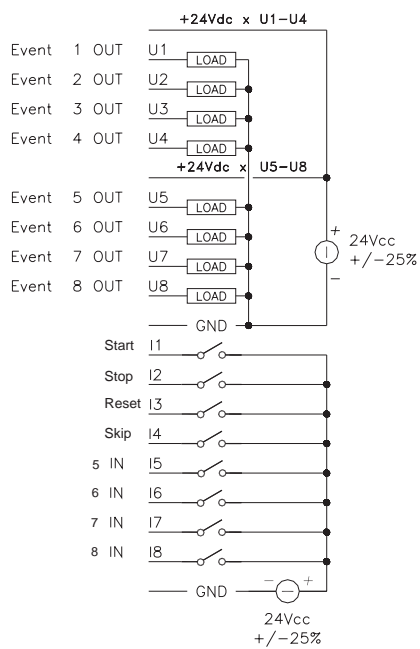 +24Vdc x U1-U4
Event 1 OUT U1 LOAD
Event 2 OUT U2 LOAD
Event 3 OUT U3 LOAD
Event 4 OUT U4 LOAD
+24Vdc x U5-U8
Event 5 OUT U5 LOAD
Event 6 OUT U6 LOAD
Event 7 OUT U7 LOAD
Event 8 OUT U8 LOAD
+
24Vcc
+/-25%
-
GND
Start I1
Stop I2
Reset I3
Skip I4
5 IN I5
6 IN I6
7 IN I7
8 IN I8
GND - +
24Vcc
+/-25%